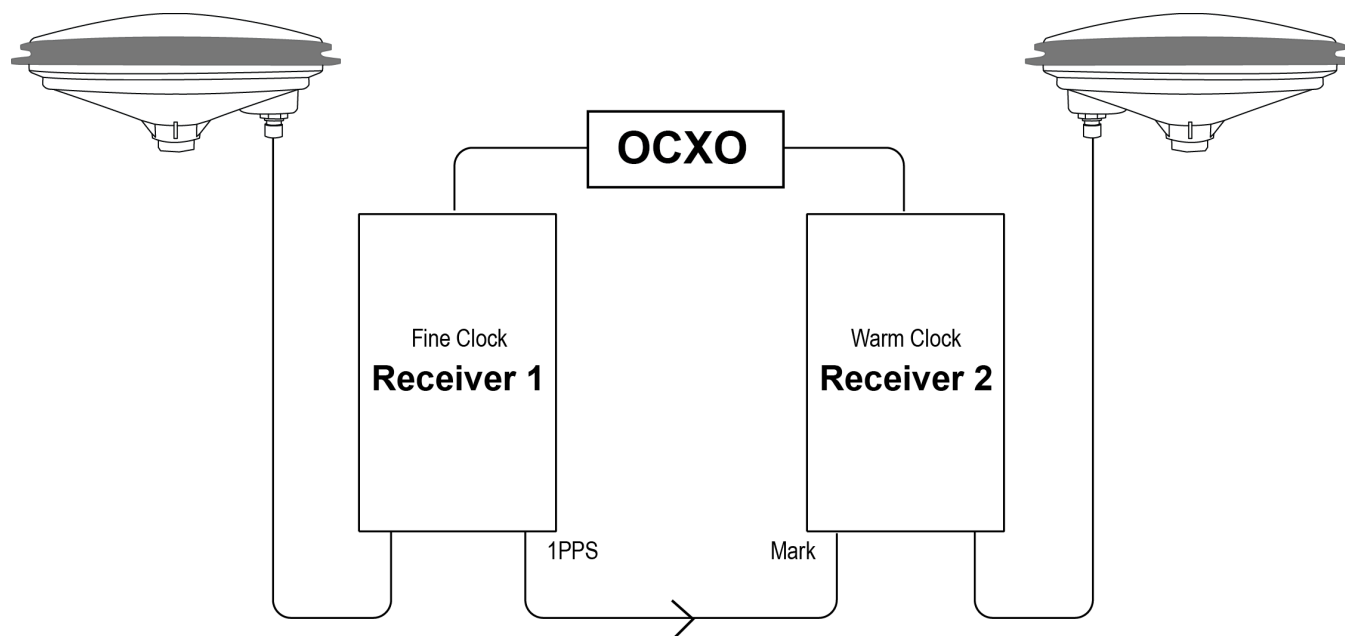 OCXO
Fine Clock
Receiver 1
Warm Clock
Receiver 2
1PPS
Mark